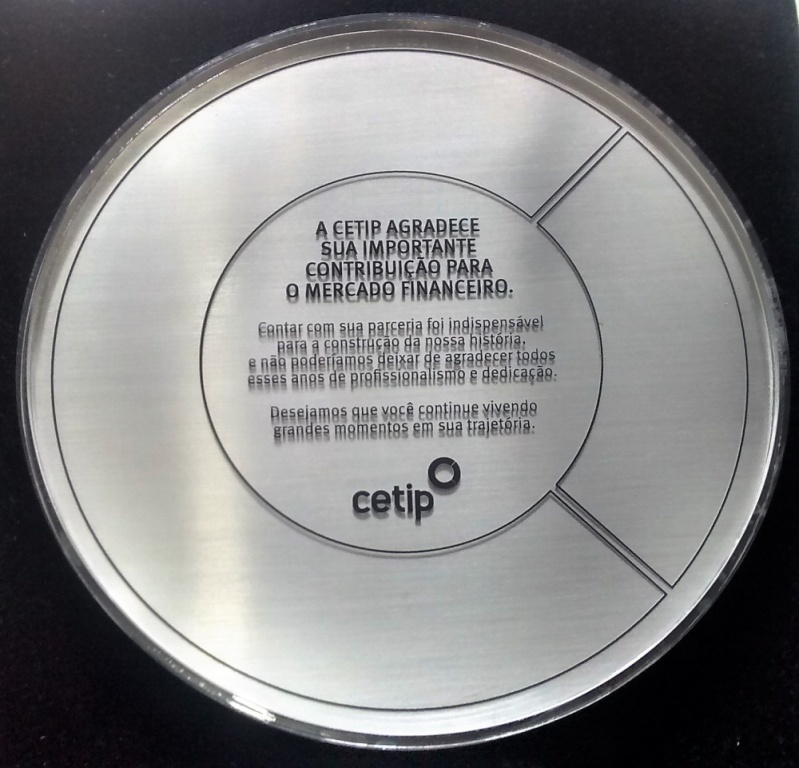 A CETIP AGRADECE
SUA IMPORTANTE
CONTRIBUIÇÃO PARA
O MERCADO FINANCEIRO.
Contar com sua parceria foi indispensável
para a construção da nossa história,
e não poderíamos deixar de agradecer todos
esses anos de profissionalismo e dedicação.
Desejamos que você continue vivendo
grandes momentos em sua trajetória.
cetip